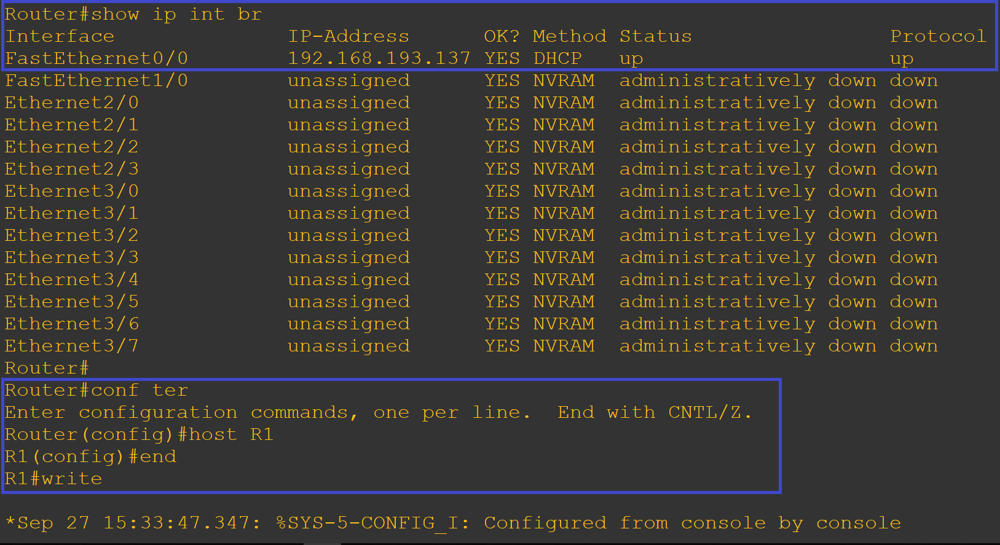 Router#show ip int br
Interface              IP-Address      OK? Method Status                Protocol
FastEthernet0/0        192.168.193.137 YES DHCP   up                    up
FastEthernet1/0        unassigned      YES NVRAM  administratively down down
Ethernet2/0            unassigned      YES NVRAM  administratively down down
Ethernet2/1            unassigned      YES NVRAM  administratively down down
Ethernet2/2            unassigned      YES NVRAM  administratively down down
Ethernet2/3            unassigned      YES NVRAM  administratively down down
Ethernet3/0            unassigned      YES NVRAM  administratively down down
Ethernet3/1            unassigned      YES NVRAM  administratively down down
Ethernet3/2            unassigned      YES NVRAM  administratively down down
Ethernet3/3            unassigned      YES NVRAM  administratively down down
Ethernet3/4            unassigned      YES NVRAM  administratively down down
Ethernet3/5            unassigned      YES NVRAM  administratively down down
Ethernet3/6            unassigned      YES NVRAM  administratively down down
Ethernet3/7            unassigned      YES NVRAM  administratively down down
Router#
Router#conf ter
Enter configuration commands, one per line.  End with CNTL/Z.
Router(config)#host R1
R1(config)#end
R1#write
*Sep 27 15:33:47.347: %SYS-5-CONFIG_I: Configured from console by console